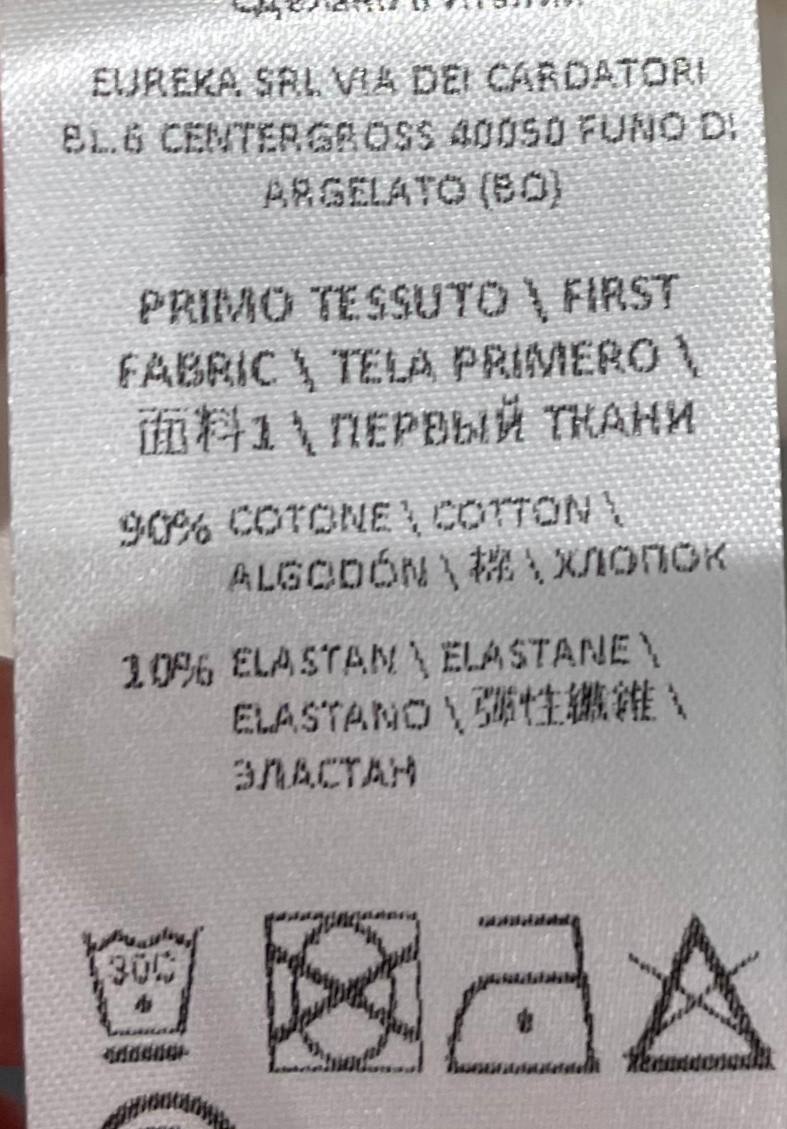 EUREKA SRL VIA DEI CARDATORI
BL.6 CENTERGROSS 40050 FUNO DI
ARGELATO (BO)
PRIMO TESSUTO \ FIRST
FABRIC \ TELA PRIMERO \
面料1 \ ПЕРВЫЙ ТКАНИ
90% COTONE \ COTTON \
ALGODÓN \ 棉 \ ХЛОПОК
10% ELASTAN \ ELASTANE \
ELASTANO \ 弹性纖維 \
ЭЛАСТАН
30C